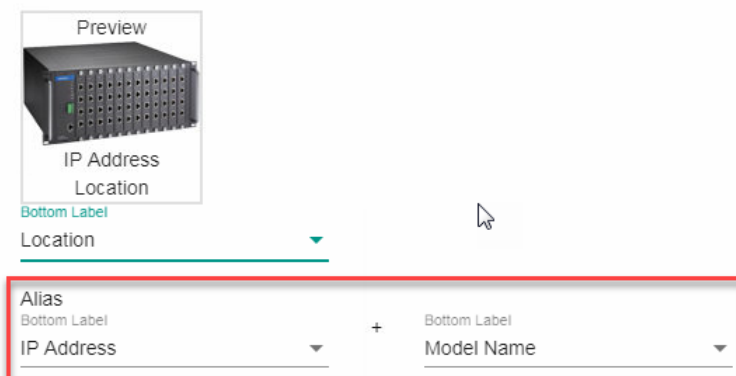 Preview
IP Address
Location
Bottom Label
Location
Alias
Bottom Label
IP Address
+
Bottom Label
Model Name